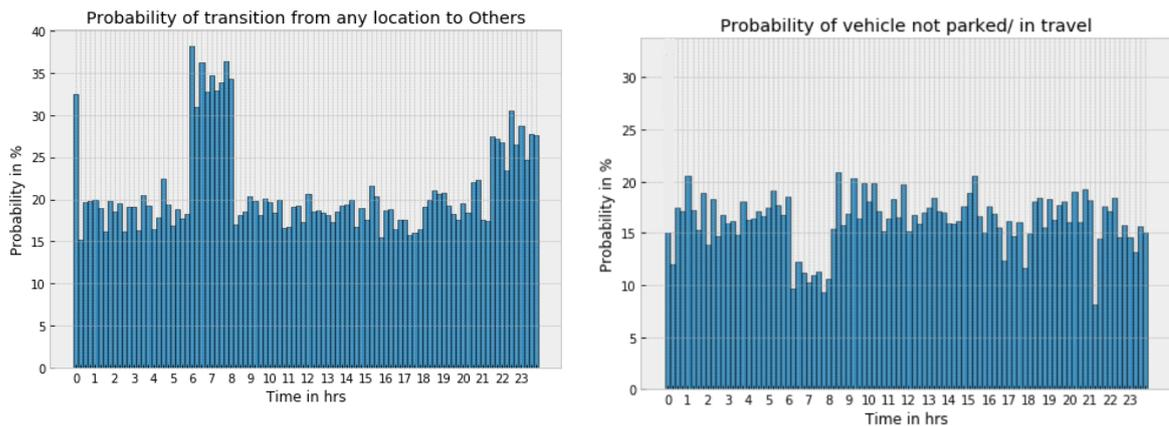 Probability of transition from any location to Others
40
35
30
25
20
15
10
5
0
Probability in %
0 1 2 3 4 5 6 7 8 9 10 11 12 13 14 15 16 17 18 19 20 21 22 23
Time in hrs
Probability of vehicle not parked/ in travel
30
25
20
15
10
5
0
Probability in %
0 1 2 3 4 5 6 7 8 9 10 11 12 13 14 15 16 17 18 19 20 21 22 23
Time in hrs